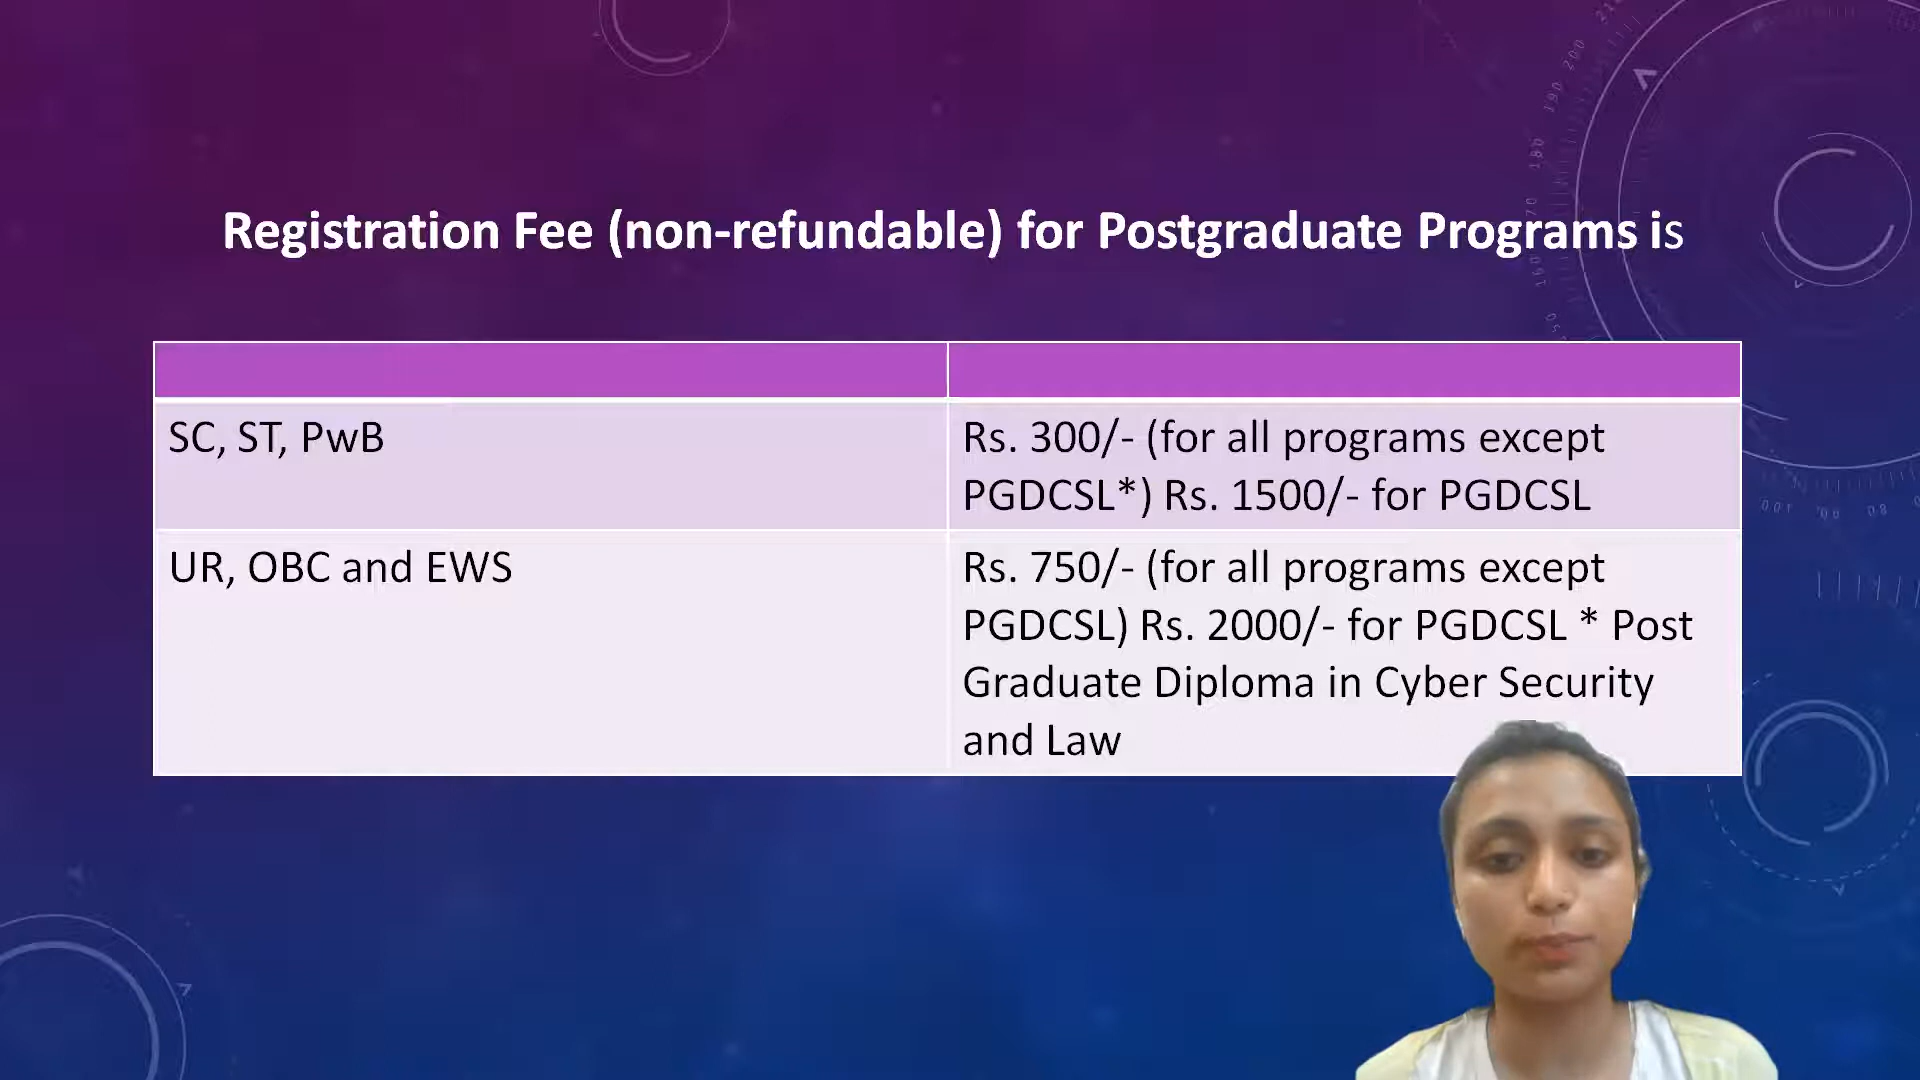 Registration Fee (non-refundable) for Postgraduate Programs is
SC, ST, PwB
Rs. 300/- (for all programs except
PGDCSL*) Rs. 1500/- for PGDCSL
UR, OBC and EWS
Rs. 750/- (for all programs except
PGDCSL) Rs. 2000/- for PGDCSL * Post
Graduate Diploma in Cyber Security
and Law